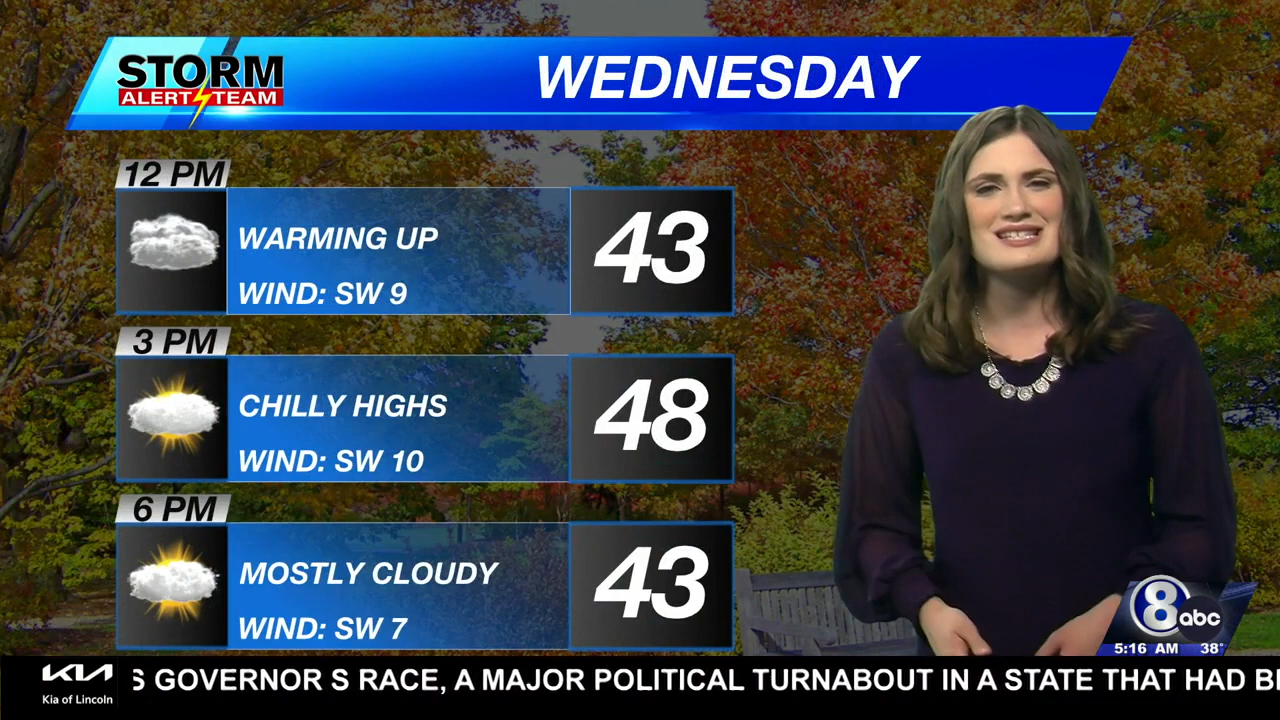 STORM
ALERT TEAM
WEDNESDAY
12 PM
WARMING UP
WIND: SW 9
43
3 PM
CHILLY HIGHS
WIND: SW 10
48
6 PM
MOSTLY CLOUDY
WIND: SW 7
43
8 abc
5:16 AM 38°
KIA
Kia of Lincoln
S GOVERNOR S RACE, A MAJOR POLITICAL TURNABOUT IN A STATE THAT HAD